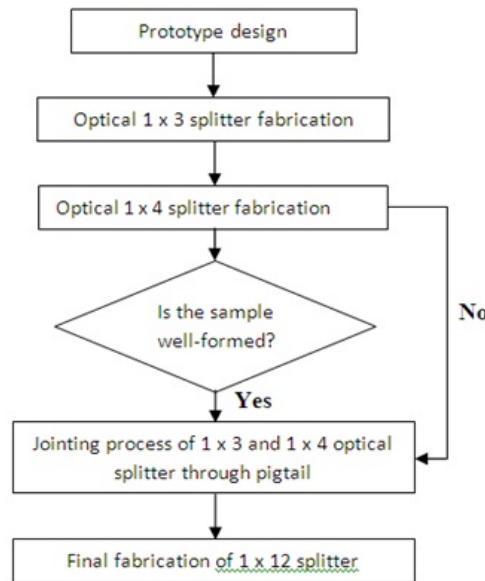 Prototype design
Optical 1 x 3 splitter fabrication
Optical 1 x 4 splitter fabrication
Is the sample
well-formed?
No
Yes
Jointing process of 1 x 3 and 1 x 4 optical
splitter through pigtail
Final fabrication of 1 x 12 splitter